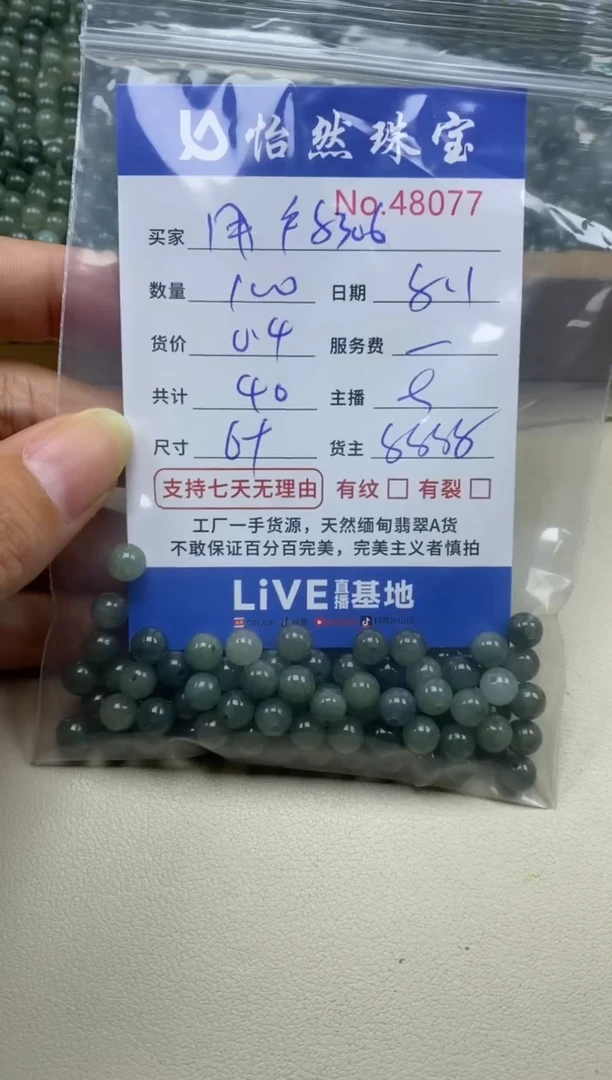 怡然珠宝
No.48077
买家 用户8306
数量 100 日期 8.1
货价 0.4 服务费 一
共计 40 主播
尺寸 6+ 货主 8888
支持七天无理由 有纹 □ 有裂 □
工厂一手货源，天然缅甸翡翠A货
不敢保证百分百完美，完美主义者慎拍
LiVE直播基地